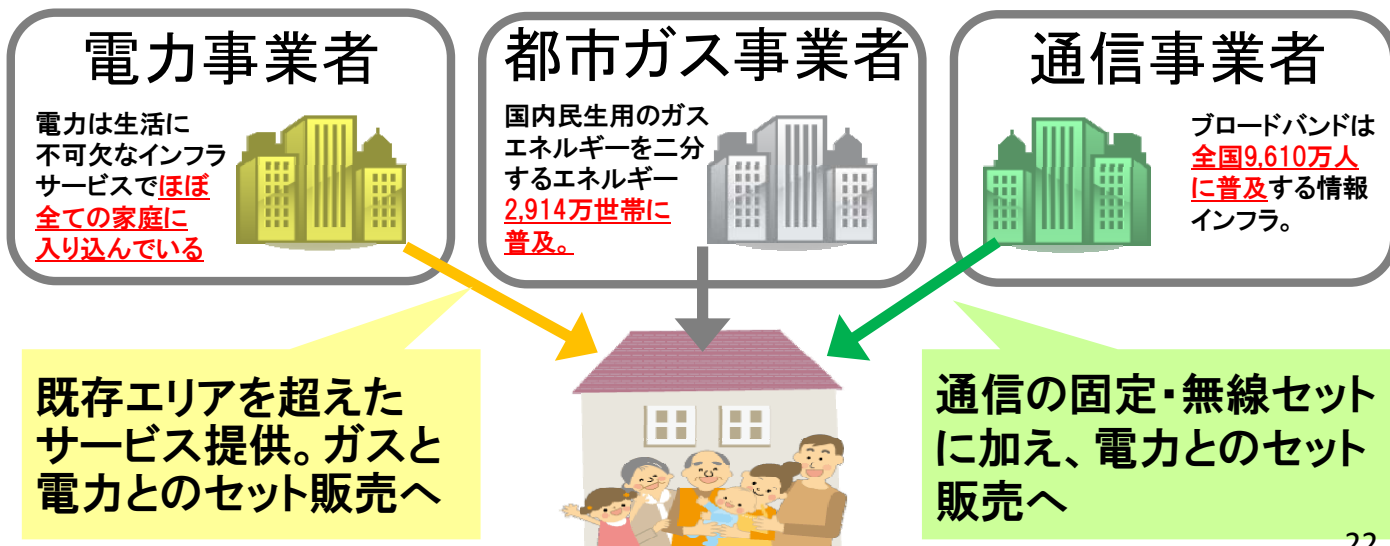 電力事業者
電力は生活に
不可欠なインフラ
サービスでほぼ
全ての家庭に
入り込んでいる
都市ガス事業者
国内民生用のガス
エネルギーを二分
するエネルギー
2,914万世帯に
普及。
通信事業者
ブロードバンドは
全国9,610万人
に普及する情報
インフラ。
既存エリアを超えた
サービス提供。ガスと
電力とのセット販売へ
通信の固定・無線セット
に加え、電力とのセット
販売へ
22